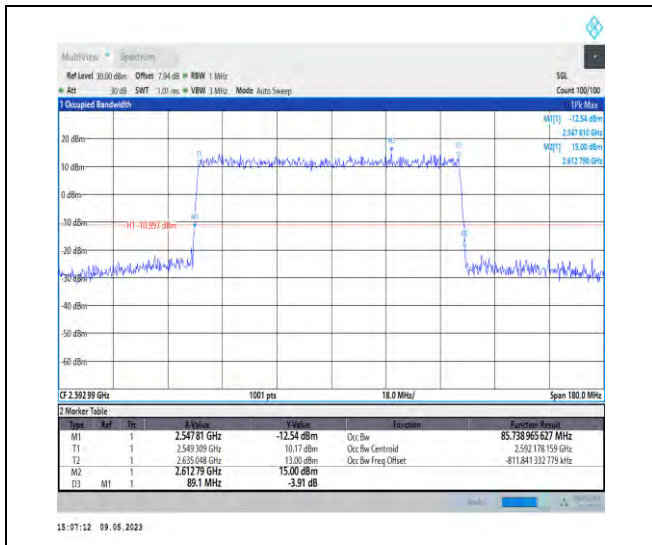 MultiView Spectrum
Ref Level 30.00 dBm Offset 7.94 dB RBW 1 MHz SGL
Att 30 dB SWT 1.01 ms VBW 3 MHz Mode Auto Sweep Count 100/100
1 Occupied Bandwidth 1Pk Max
M1[1] -12.54 dBm
2.547 810 GHz
M2[1] 15.00 dBm
2.612 790 GHz
20 dBm
10 dBm
0 dBm
-10 dBm
-20 dBm
-30 dBm
-40 dBm
-50 dBm
-60 dBm
T1
M2
M1
H1 -10.997 dBm
CF 2.592 99 GHz 1001 pts 18.0 MHz/ Span 180.0 MHz
2 Marker Table
Type Ref Trc X-Value Y-Value Function Function Result
M1 1 2.547 81 GHz -12.54 dBm Occ Bw 85.738 965 627 MHz
T1 1 2.549 309 GHz 10.17 dBm Occ Bw Centroid 2.592 178 159 GHz
T2 1 2.635 048 GHz 13.00 dBm Occ Bw Freq Offset -811.841 332 779 kHz
M2 1 2.612 79 GHz 15.00 dBm
D3 M1 1 89.1 MHz -3.91 dB
15:07:12 09.05.2023